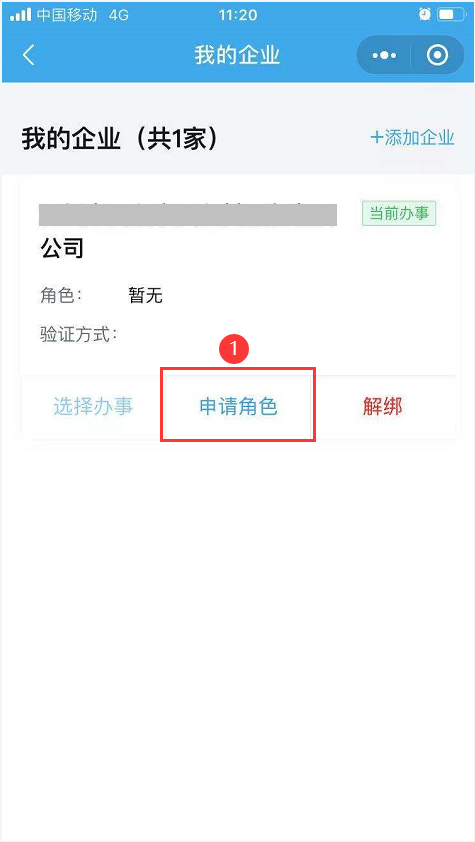 中国移动 4G 11:20
我的企业
我的企业（共1家）
+添加企业
当前办事
公司
角色： 暂无
验证方式：
1
选择办事 申请角色 解绑